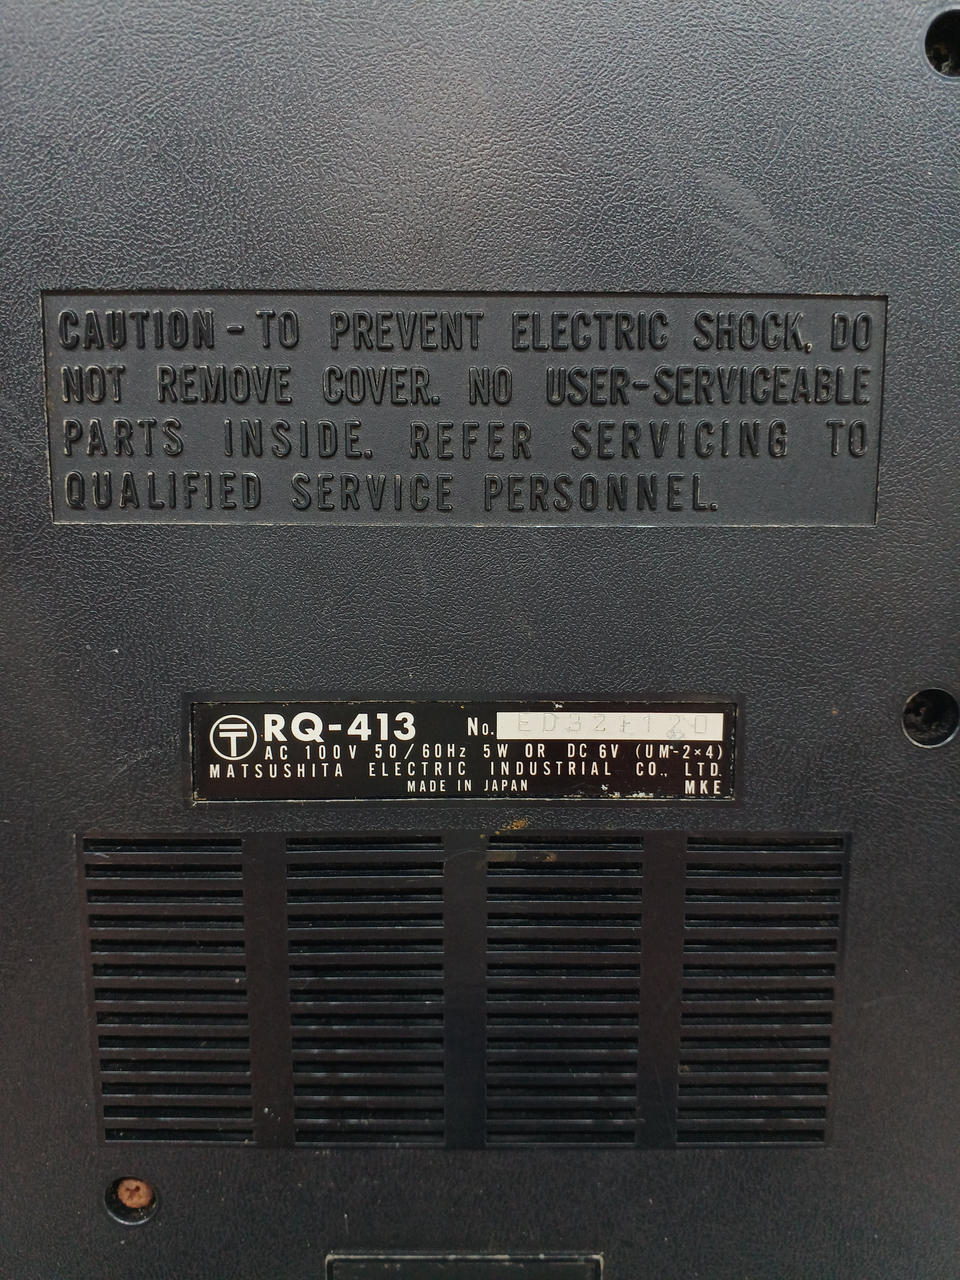 CAUTION - TO PREVENT ELECTRIC SHOCK, DO
NOT REMOVE COVER. NO USER-SERVICEABLE
PARTS INSIDE. REFER SERVICING TO
QUALIFIED SERVICE PERSONNEL.
RQ-413 No.
AC 100V 50/60Hz 5W OR DC 6V (UM-2×4)
MATSUSHITA ELECTRIC INDUSTRIAL CO., LTD.
MADE IN JAPAN MKE